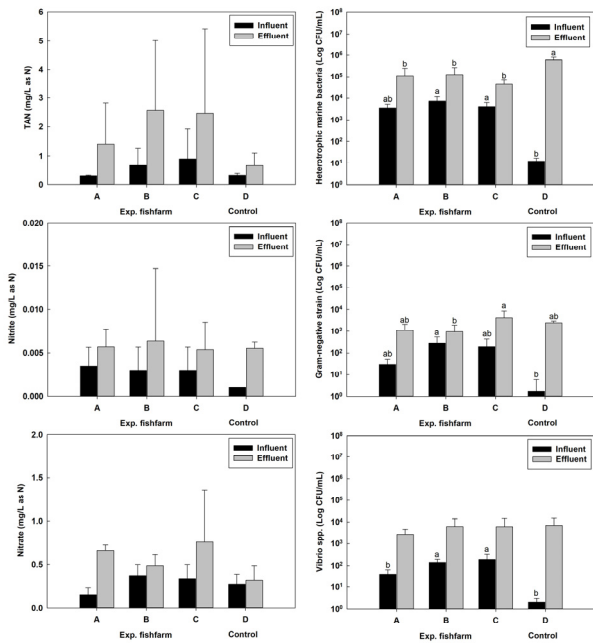 TAN (mg/L as N)
6
4
2
0
Influent
Effluent
A B C D
Exp. fishfarm Control
Heterotrophic marine bacteria (Log CFU/mL)
10⁸
10⁷
10⁶
10⁵
10⁴
10³
10²
10¹
10⁰
Influent
Effluent
ab b a b a b b a
A B C D
Exp. fishfarm Control
Nitrite (mg/L as N)
0.020
0.015
0.010
0.005
0.000
Influent
Effluent
A B C D
Exp. fishfarm Control
Gram-negative strain (Log CFU/mL)
10⁸
10⁷
10⁶
10⁵
10⁴
10³
10²
10¹
10⁰
Influent
Effluent
ab ab a b ab a b ab
A B C D
Exp. fishfarm Control
Nitrate (mg/L as N)
2.0
1.5
1.0
0.5
0.0
Influent
Effluent
A B C D
Exp. fishfarm Control
Vibrio spp. (Log CFU/mL)
10⁸
10⁷
10⁶
10⁵
10⁴
10³
10²
10¹
10⁰
Influent
Effluent
b a a b
A B C D
Exp. fishfarm Control